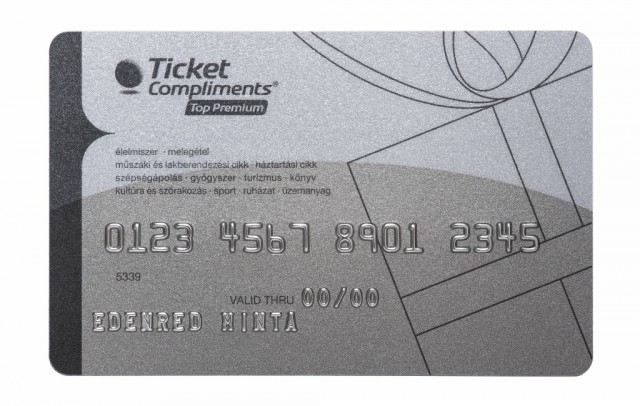 Ticket
Compliments®
Top Premium
élelmiszer · melegétel
műszaki és lakberendezési cikk · háztartási cikk
szépségápolás · gyógyszer · turizmus · könyv
kultúra és szórakozás · sport · ruházat · üzemanyag
0123 4567 8901 2345
5339
VALID THRU 00/00
EDENRED MINTA